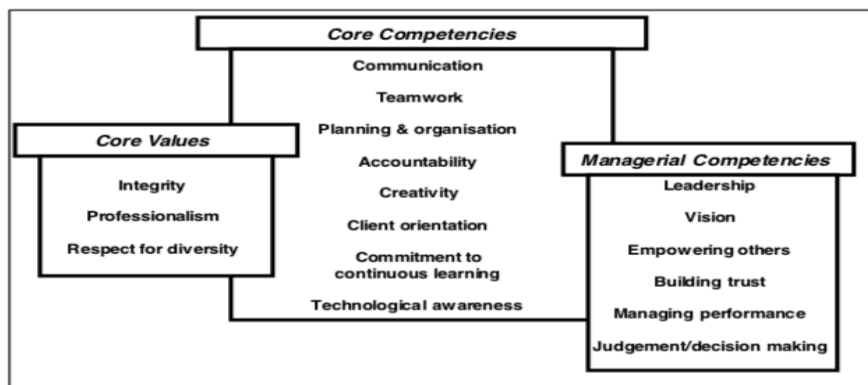 Core Competencies
Communication
Teamwork
Planning & organisation
Accountability
Creativity
Client orientation
Commitment to
continuous learning
Technological awareness
Core Values
Integrity
Professionalism
Respect for diversity
Managerial Competencies
Leadership
Vision
Empowering others
Building trust
Managing performance
Judgement/decision making